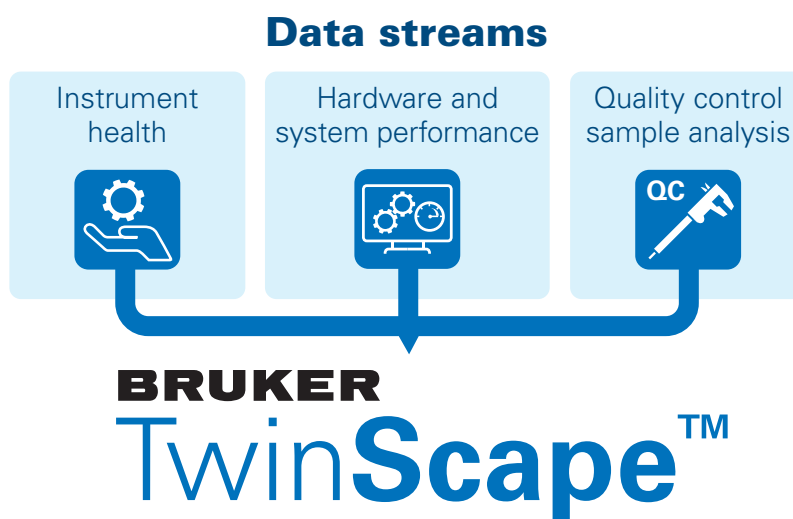 Data streams
Instrument
health
Hardware and
system performance
Quality control
sample analysis
QC
BRUKER
TwinScape™